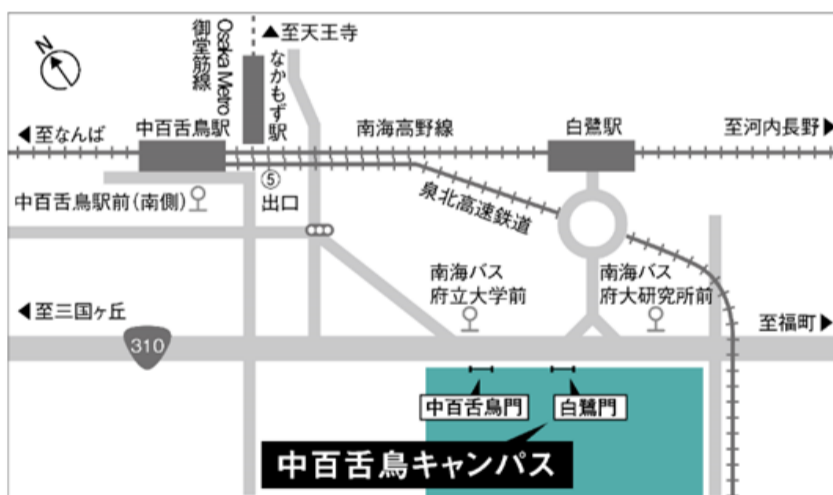 N
Osaka Metro
御堂筋線
▲至天王寺
なかもず駅
◀至なんば
中百舌鳥駅
南海高野線
白鷺駅
至河内長野▶
中百舌鳥駅前(南側)
⑤
出口
泉北高速鉄道
南海バス
府立大学前
南海バス
府大研究所前
◀至三国ヶ丘
310
至福町▶
中百舌鳥門
白鷺門
中百舌鳥キャンパス